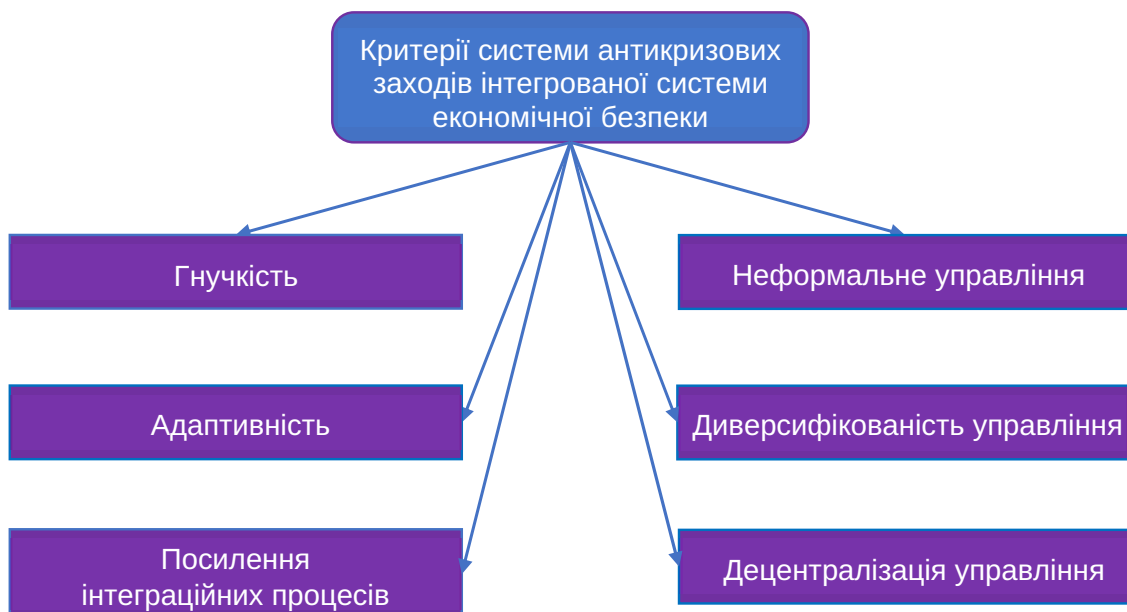 Критерії системи антикризових
заходів інтегрованої системи
економічної безпеки
Гнучкість
Неформальне управління
Адаптивність
Диверсифікованість управління
Посилення
інтеграційних процесів
Децентралізація управління